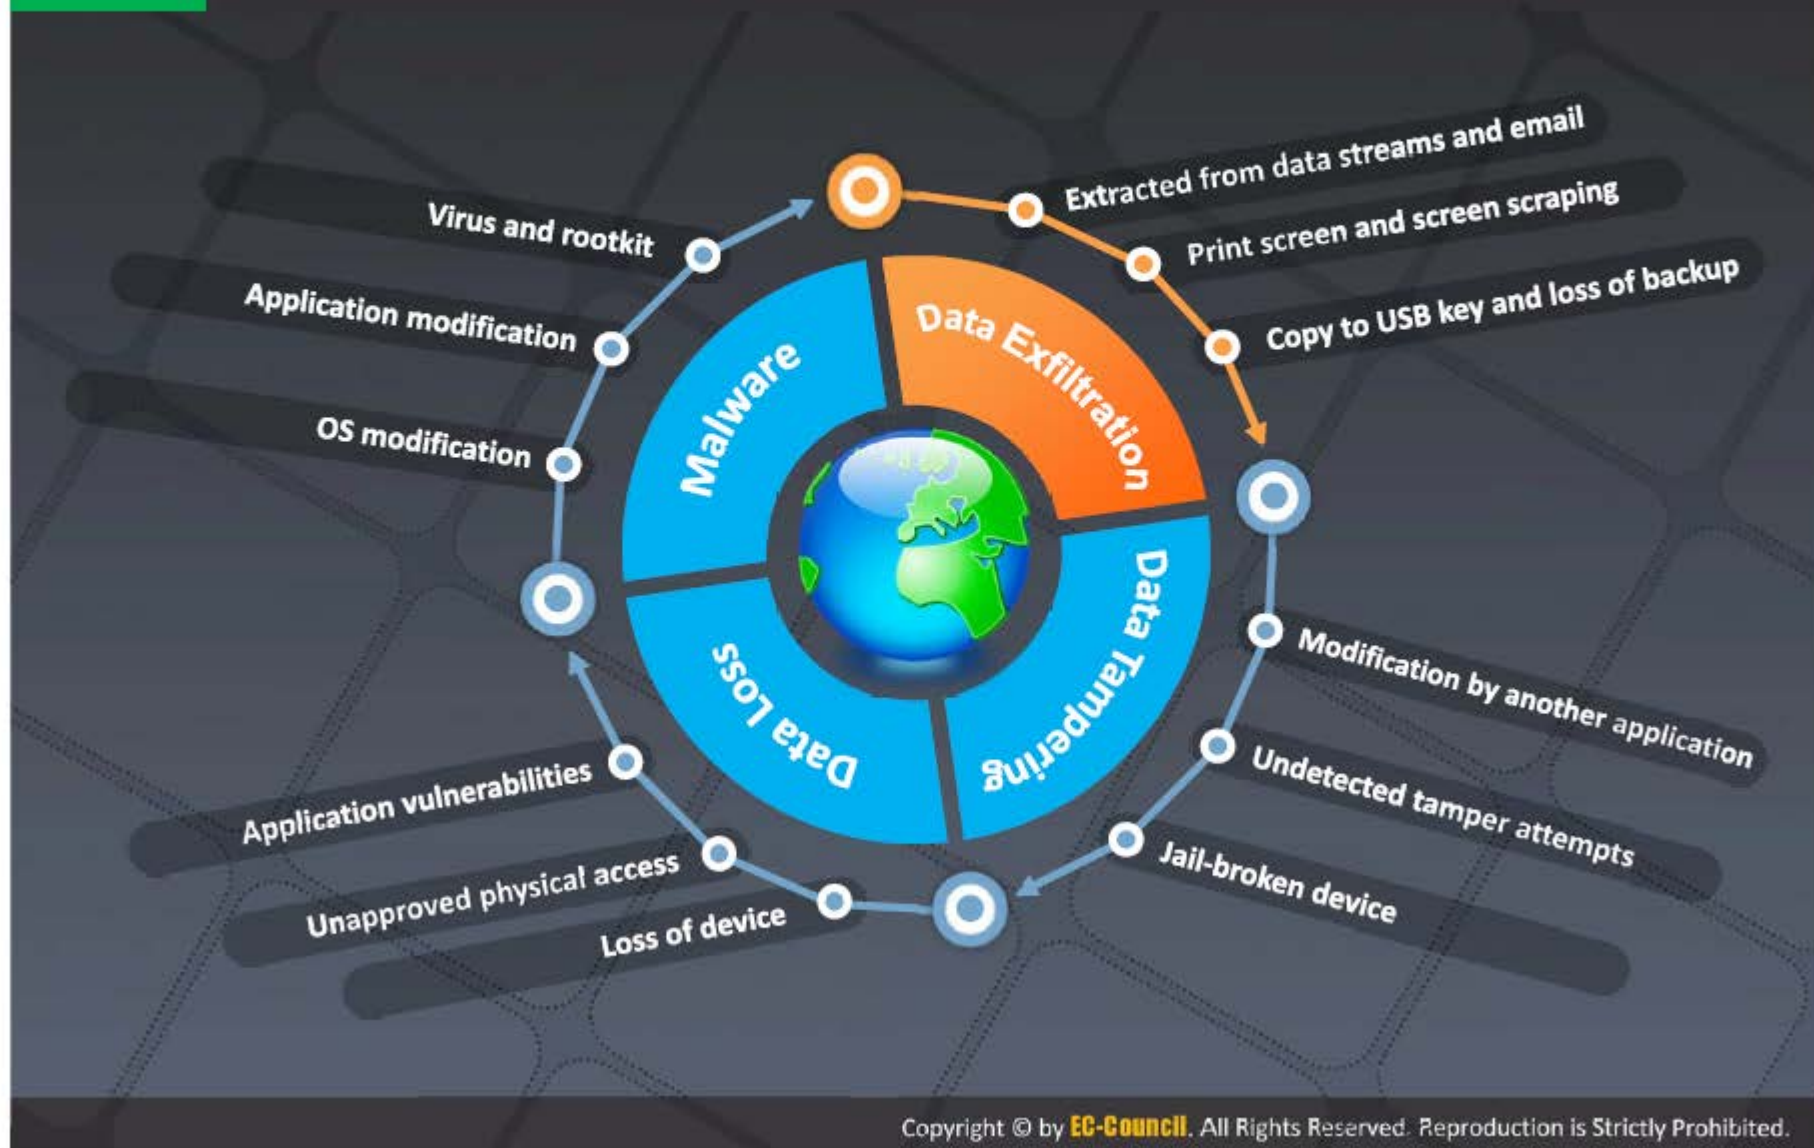 Virus and rootkit
Application modification
OS modification
Malware
Data Exfiltration
Extracted from data streams and email
Print screen and screen scraping
Copy to USB key and loss of backup
Data Tampering
Modification by another application
Undetected tamper attempts
Jail-broken device
Data Loss
Application vulnerabilities
Unapproved physical access
Loss of device
Copyright © by EC-Council. All Rights Reserved. Reproduction is Strictly Prohibited.